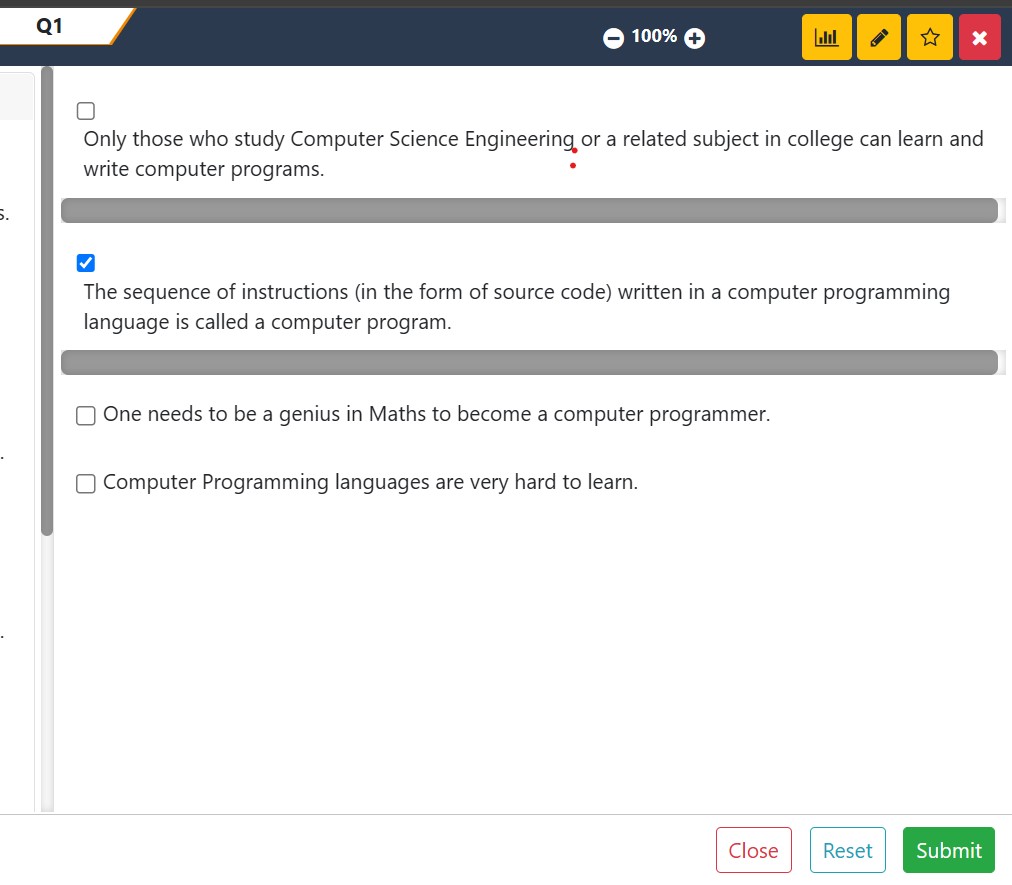 Q1
100%
Only those who study Computer Science Engineering or a related subject in college can learn and
write computer programs.
s.
The sequence of instructions (in the form of source code) written in a computer programming
language is called a computer program.
One needs to be a genius in Maths to become a computer programmer.
.
Computer Programming languages are very hard to learn.
.
Close
Reset
Submit